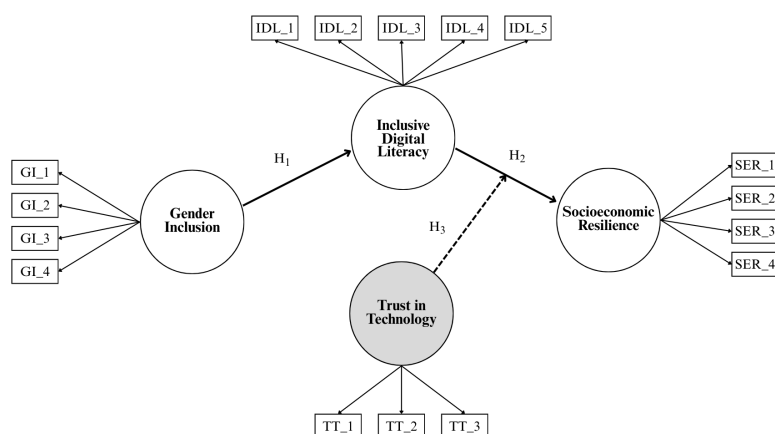 IDL_1 IDL_2 IDL_3 IDL_4 IDL_5
Inclusive
Digital
Literacy
H1
H2
GI_1
GI_2
GI_3
GI_4
Gender
Inclusion
Socioeconomic
Resilience
SER_1
SER_2
SER_3
SER_4
H3
Trust in
Technology
TT_1 TT_2 TT_3